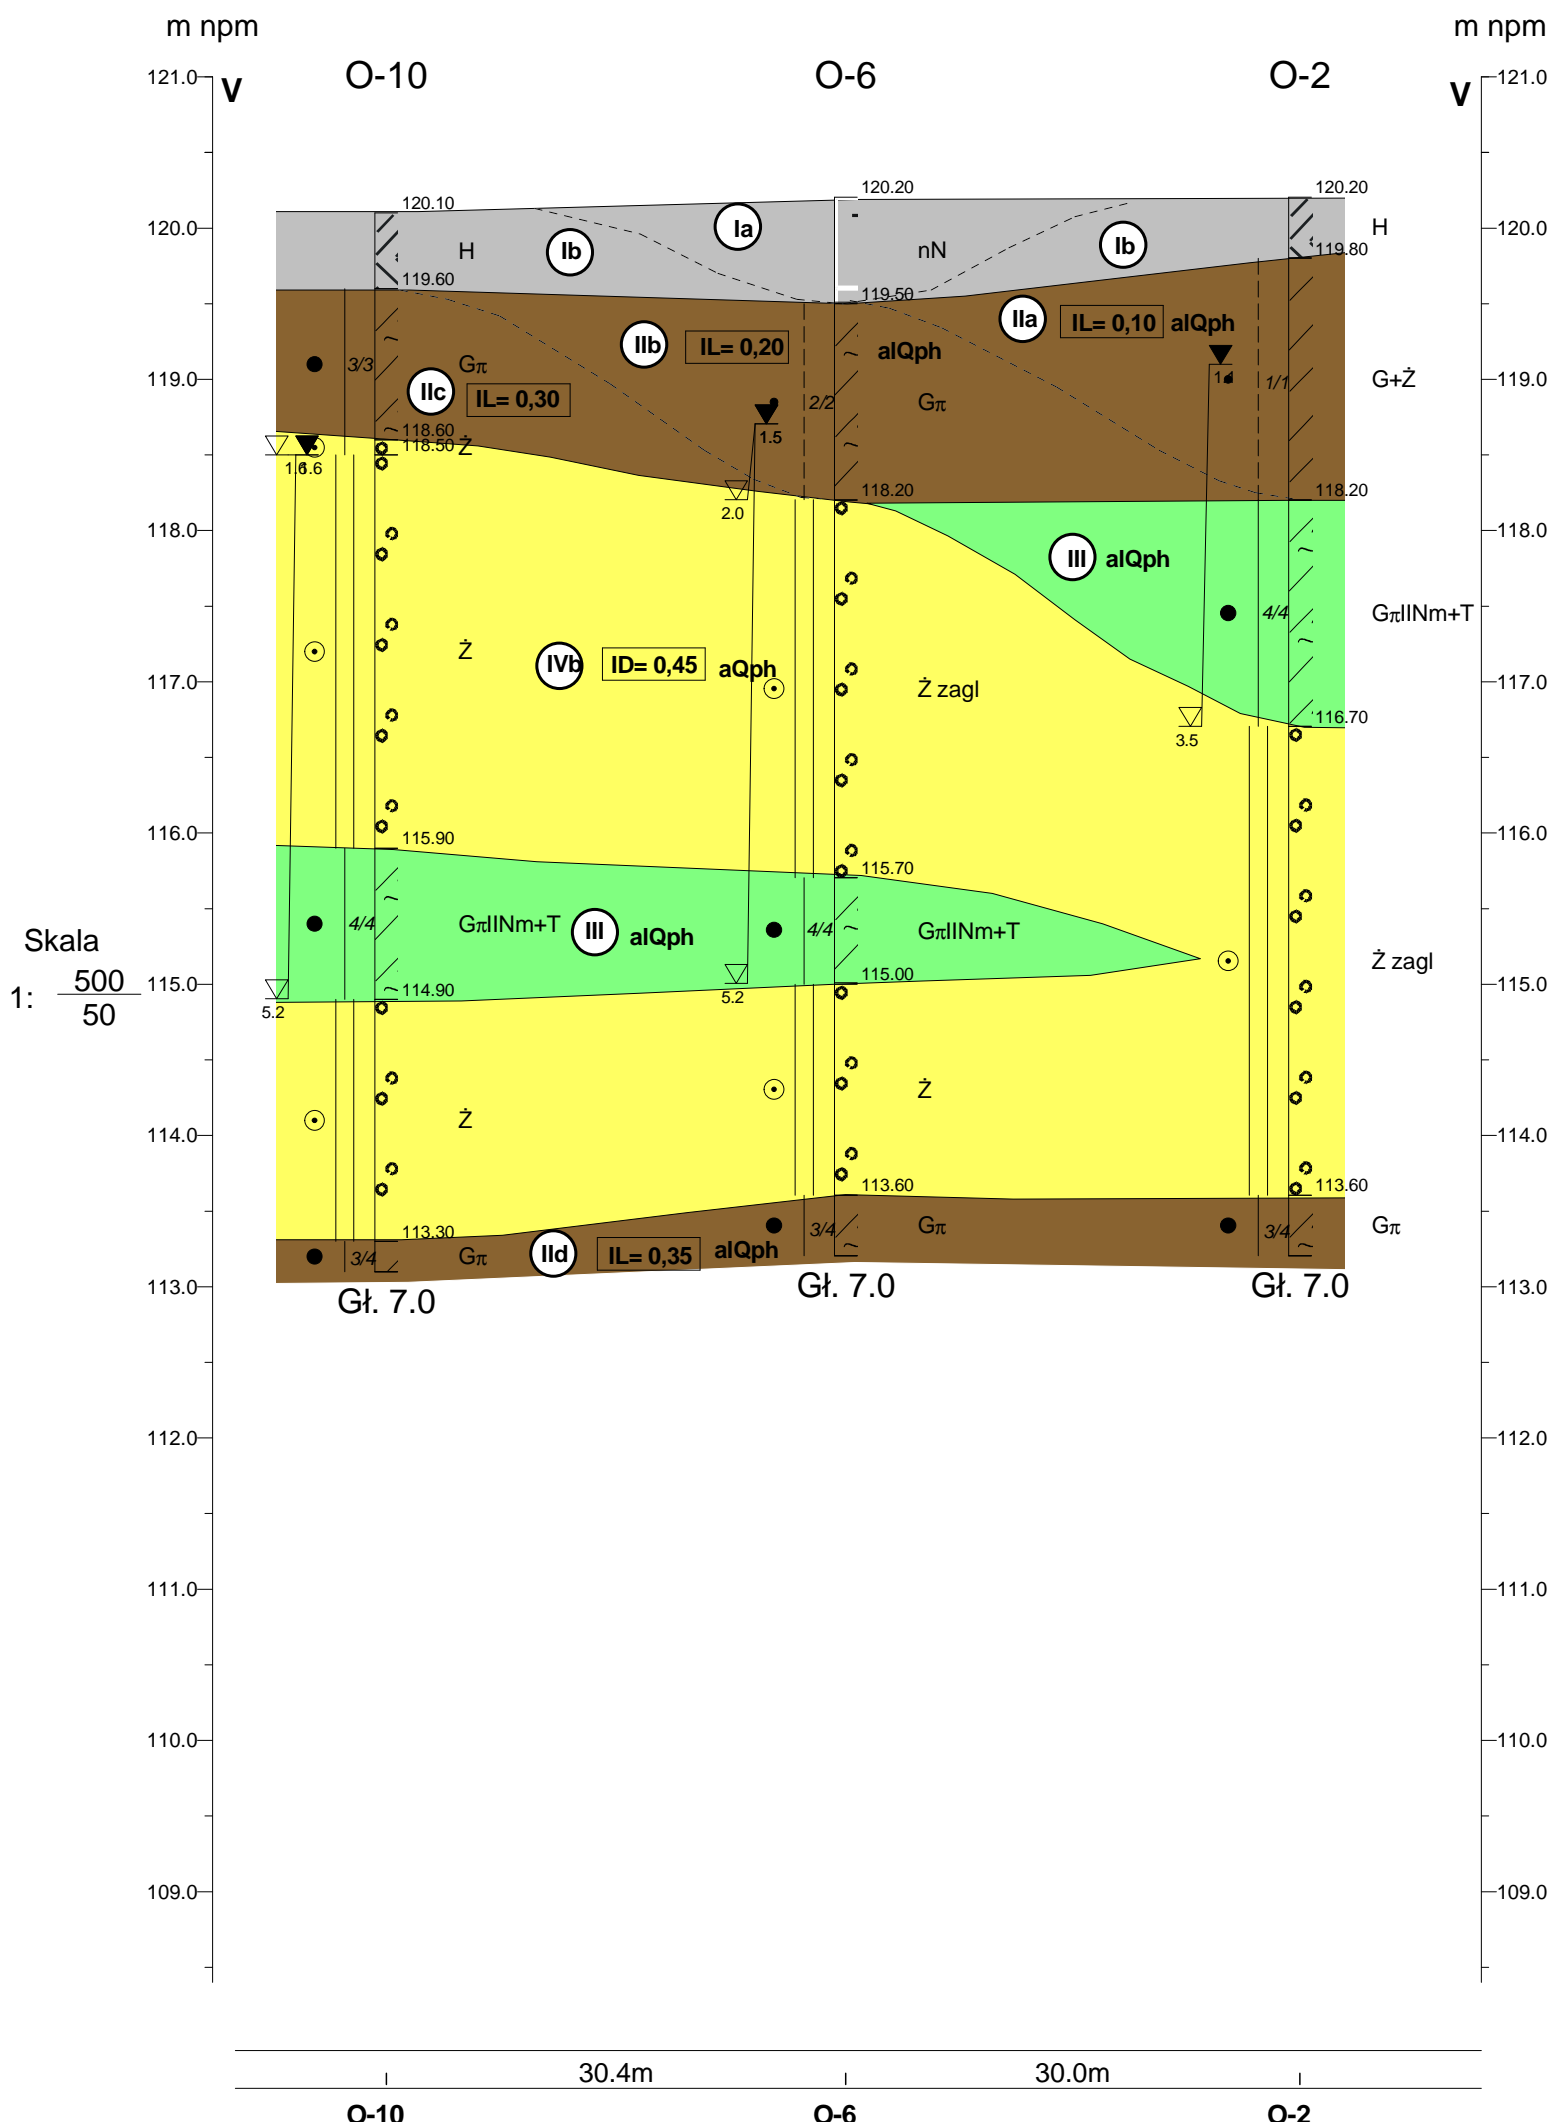 m npm
m npm
121.0 V O-10 O-6 O-2 V 121.0
120.10 120.20 120.20
120.0 H Ib Ia nN Ib H 120.0
119.60 119.50 119.80
IIb IL= 0,20 alQph IIa IL= 0,10 alQph
119.0 3/3 Gπ 2/2 Gπ 1/1 G+Ż 119.0
IIc IL= 0,30
118.60
118.50 Ż
1.6 1.6 1.5
2.0 118.20 118.20
118.0 III alQph 118.0
4/4 GπIINm+T
Ż IVb ID= 0,45 aQph Ż zagl
117.0 117.0
3.5 116.70
116.0 115.90 115.70 116.0
4/4 GπIINm+T III alQph 4/4 GπIINm+T
Skala
1: 500
50
Ż zagl
115.0 5.2 114.90 5.2 115.00 115.0
Ż Ż
114.0 114.0
113.30 113.60 113.60
3/4 Gπ IId IL= 0,35 alQph 3/4 Gπ 3/4 Gπ
113.0 Gł. 7.0 Gł. 7.0 Gł. 7.0 113.0
112.0 112.0
111.0 111.0
110.0 110.0
109.0 109.0
30.4m 30.0m
O-10 O-6 O-2